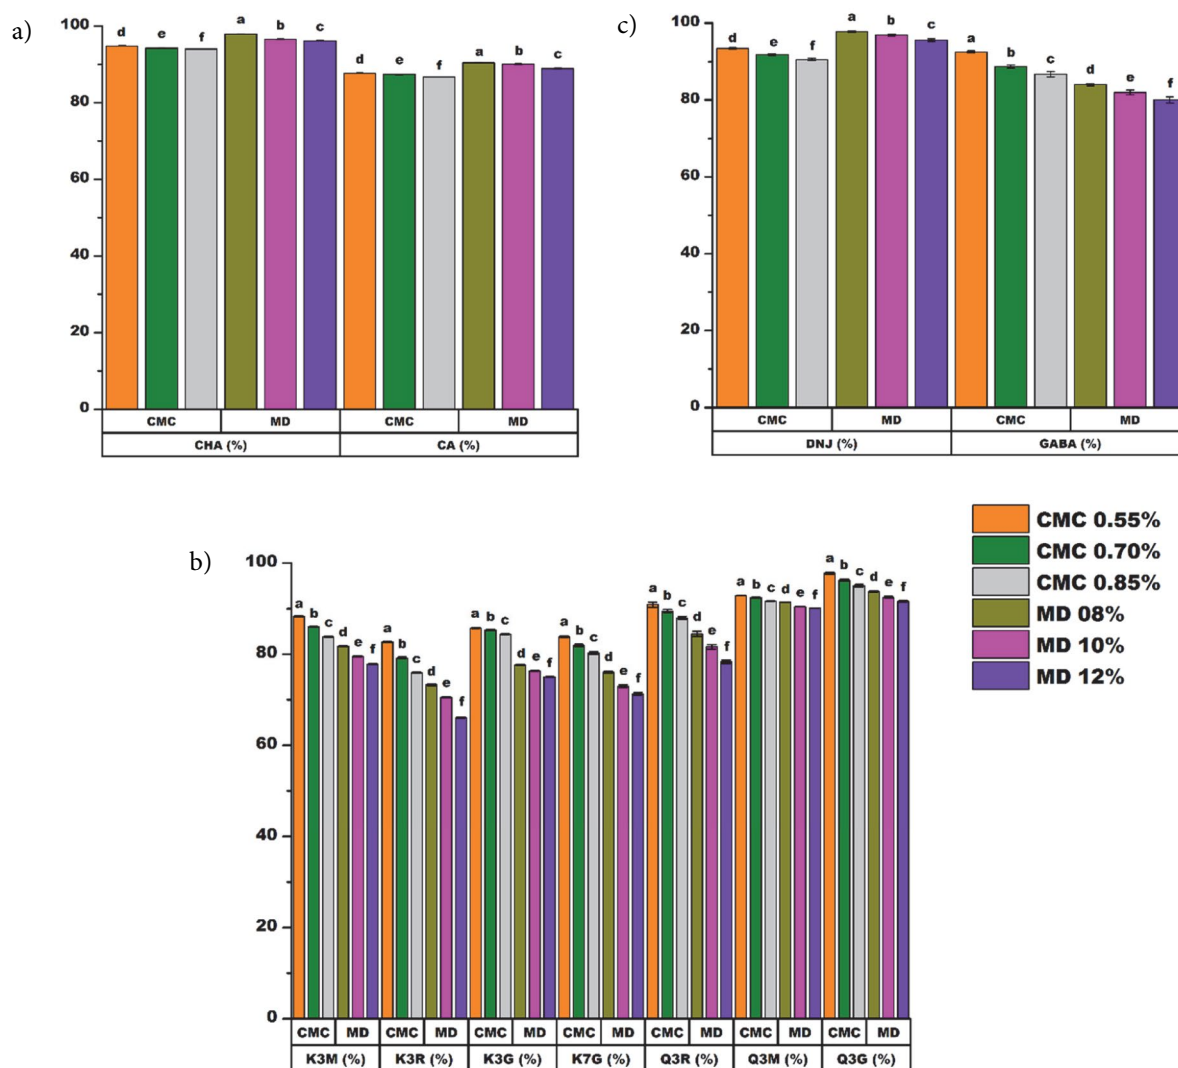 a)
100
80
60
40
20
0
d e f a b c d e f a b c
CMC MD CMC MD
CHA (%) CA (%)
c)
100
80
60
40
20
0
d e f a b c a b c d e f
CMC MD CMC MD
DNJ (%) GABA (%)
b)
100
80
60
40
20
0
a b c d e f a b c d e f a b c d e f a b c d e f a b c d e f a b c d e f a b c d e f
CMC MD CMC MD CMC MD CMC MD CMC MD CMC MD CMC MD
K3M (%) K3R (%) K3G (%) K7G (%) Q3R (%) Q3M (%) Q3G (%)
CMC 0.55%
CMC 0.70%
CMC 0.85%
MD 08%
MD 10%
MD 12%